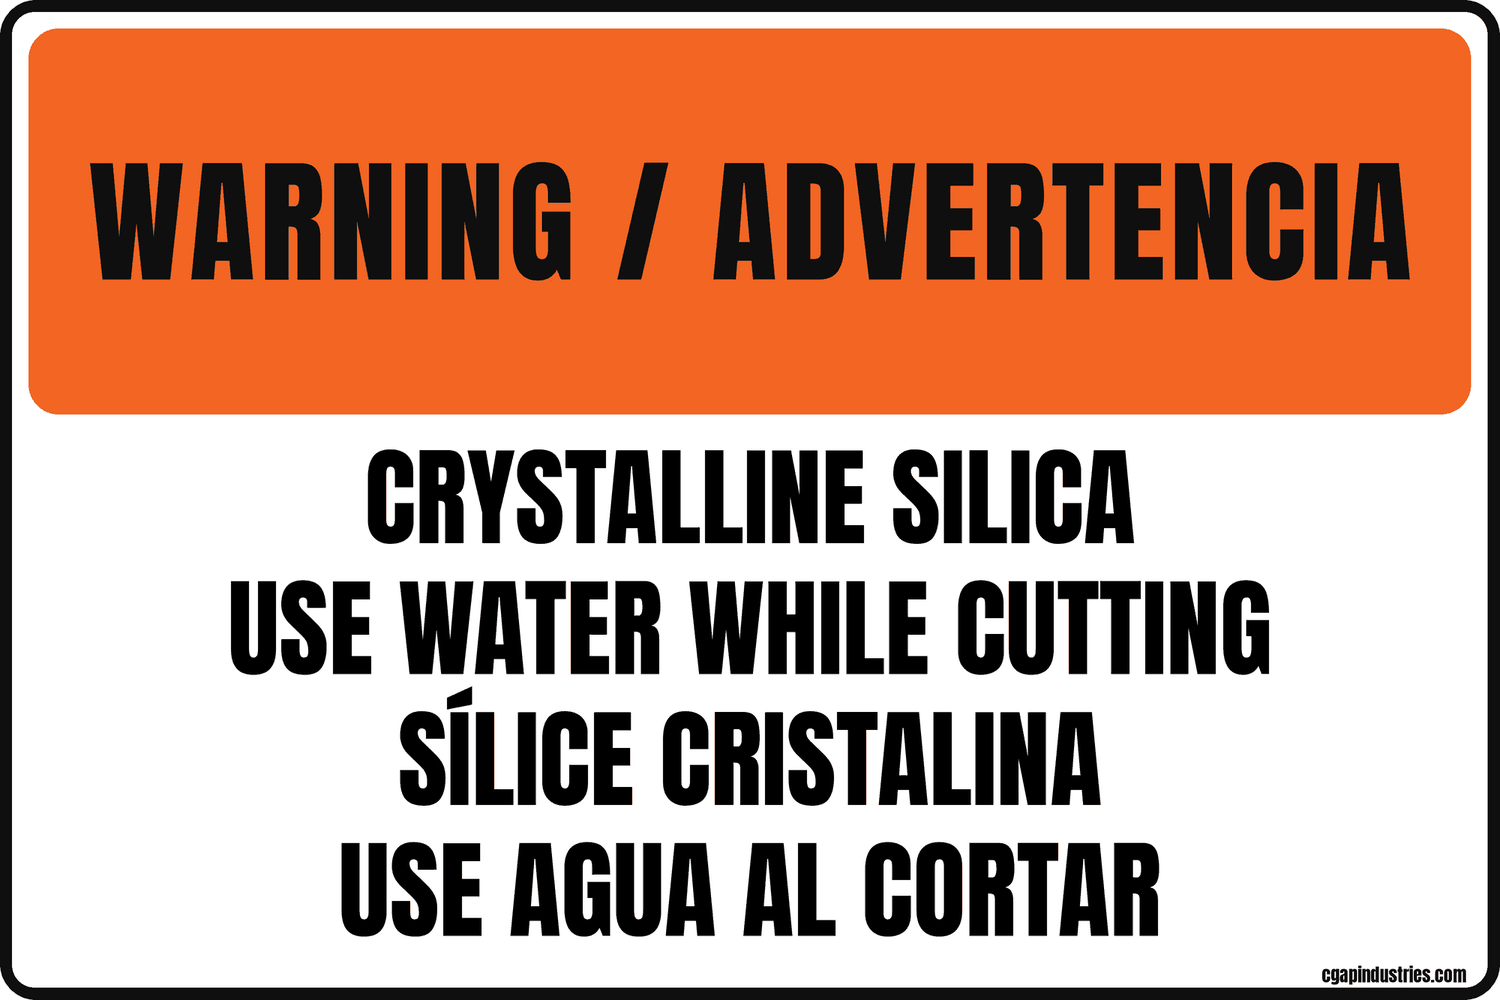 WARNING / ADVERTENCIA
CRYSTALLINE SILICA
USE WATER WHILE CUTTING
SÍLICE CRISTALINA
USE AGUA AL CORTAR
cgapindustries.com